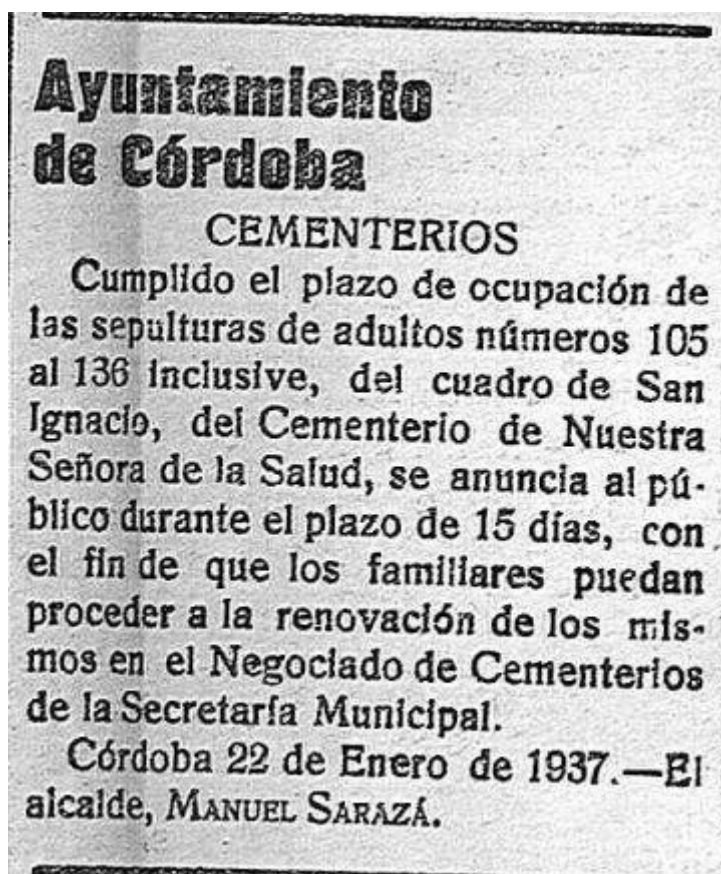 Ayuntamiento
de Córdoba
CEMENTERIOS
Cumplido el plazo de ocupación de
las sepulturas de adultos números 105
al 136 inclusive, del cuadro de San
Ignacio, del Cementerio de Nuestra
Señora de la Salud, se anuncia al pú-
blico durante el plazo de 15 días, con
el fin de que los familiares puedan
proceder a la renovación de los mis-
mos en el Negociado de Cementerios
de la Secretaría Municipal.
Córdoba 22 de Enero de 1937.—El
alcalde, MANUEL SARAZÁ.